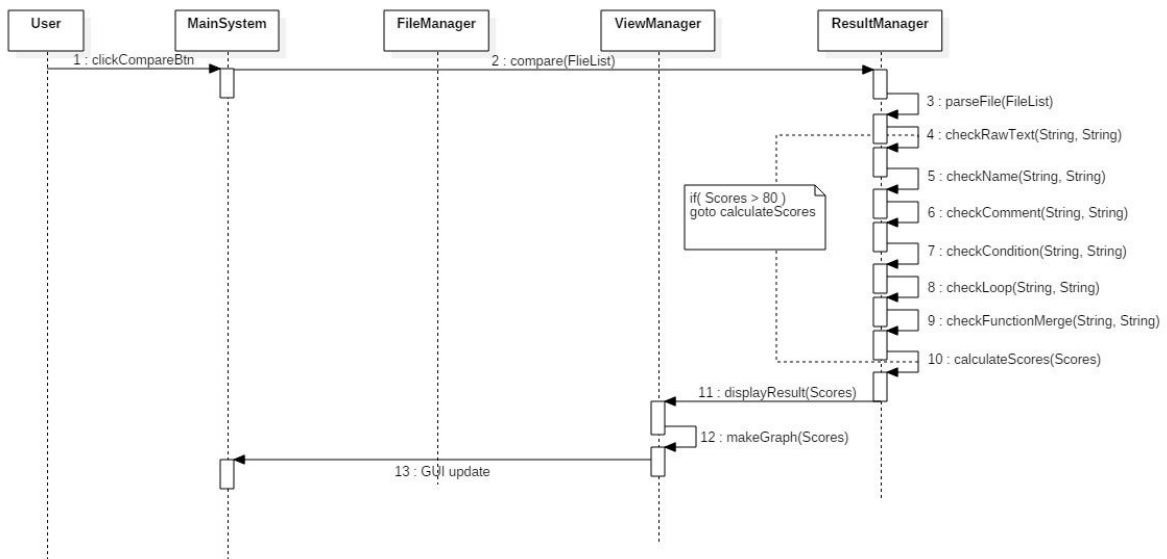 User
MainSystem
FileManager
ViewManager
ResultManager
1 : clickCompareBtn
2 : compare(FlieList)
3 : parseFile(FileList)
4 : checkRawText(String, String)
5 : checkName(String, String)
if( Scores > 80 )
goto calculateScores
6 : checkComment(String, String)
7 : checkCondition(String, String)
8 : checkLoop(String, String)
9 : checkFunctionMerge(String, String)
10 : calculateScores(Scores)
11 : displayResult(Scores)
12 : makeGraph(Scores)
13 : GUI update